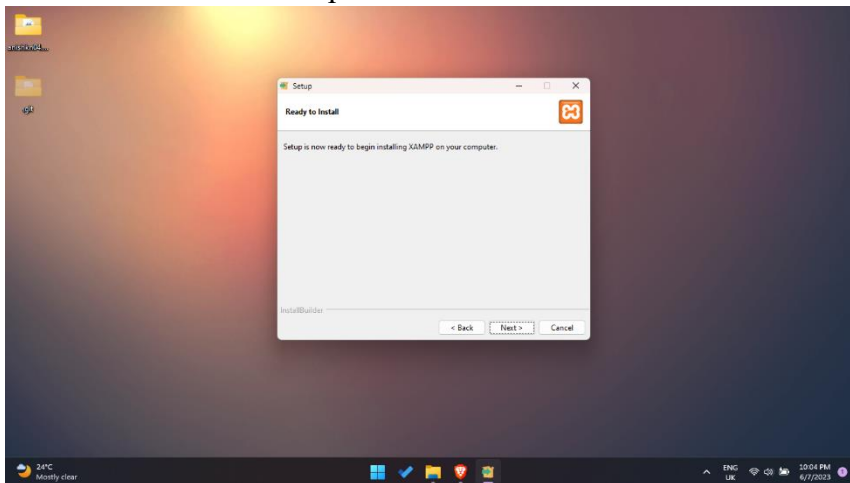 Setup
Ready to Install
Setup is now ready to begin installing XAMPP on your computer.
InstallBuilder
< Back
Next >
Cancel
24°C
Mostly clear
ENG
UK
10:04 PM
6/7/2023